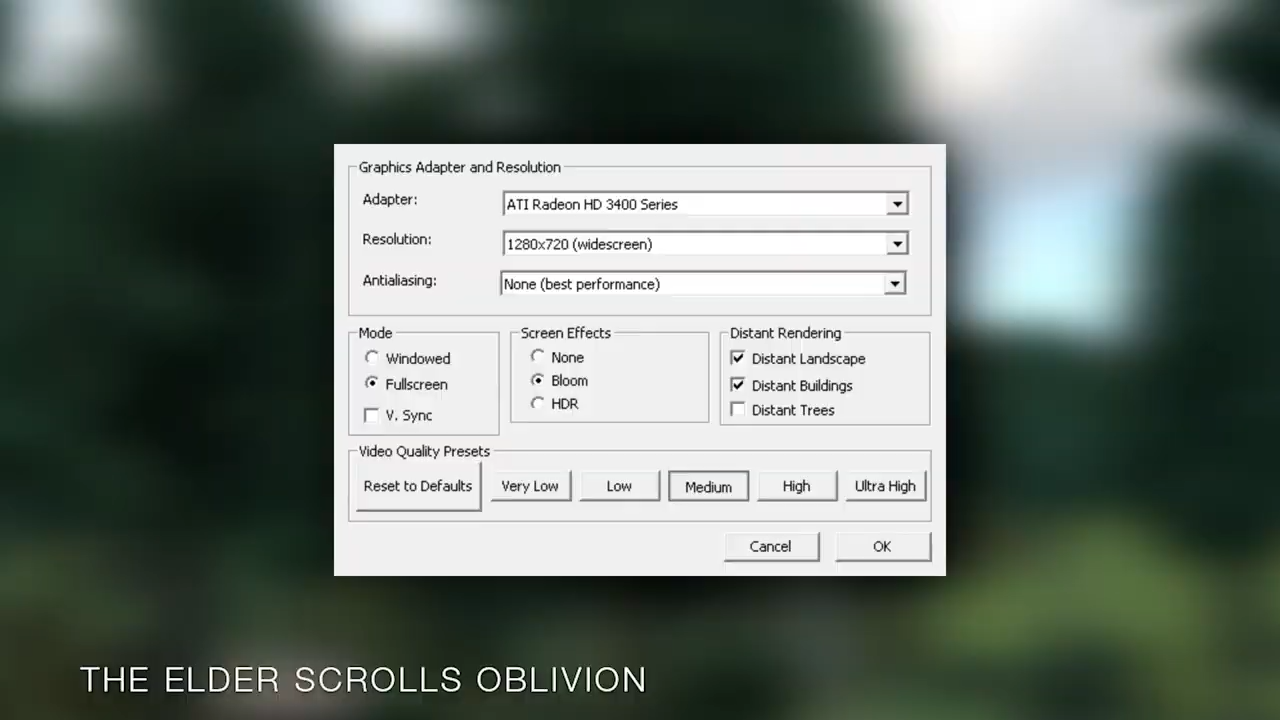 Graphics Adapter and Resolution
Adapter: ATI Radeon HD 3400 Series
Resolution: 1280x720 (widescreen)
Antialiasing: None (best performance)
Mode
Windowed
Fullscreen
V. Sync
Screen Effects
None
Bloom
HDR
Distant Rendering
Distant Landscape
Distant Buildings
Distant Trees
Video Quality Presets
Reset to Defaults Very Low Low Medium High Ultra High
Cancel OK
THE ELDER SCROLLS OBLIVION